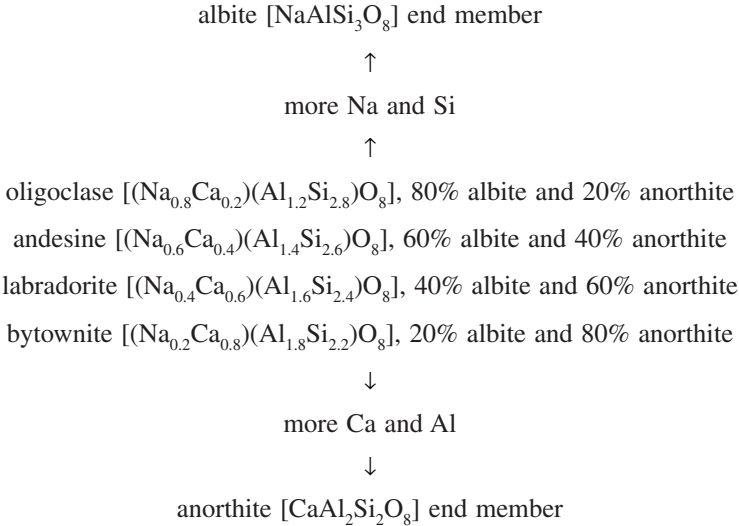 albite [NaAlSi₃O₈] end member
↑
more Na and Si
↑
oligoclase [(Na₀.₈Ca₀.₂)(Al₁.₂Si₂.₈)O₈], 80% albite and 20% anorthite
andesine [(Na₀.₆Ca₀.₄)(Al₁.₄Si₂.₆)O₈], 60% albite and 40% anorthite
labradorite [(Na₀.₄Ca₀.₆)(Al₁.₆Si₂.₄)O₈], 40% albite and 60% anorthite
bytownite [(Na₀.₂Ca₀.₈)(Al₁.₈Si₂.₂)O₈], 20% albite and 80% anorthite
↓
more Ca and Al
↓
anorthite [CaAl₂Si₂O₈] end member